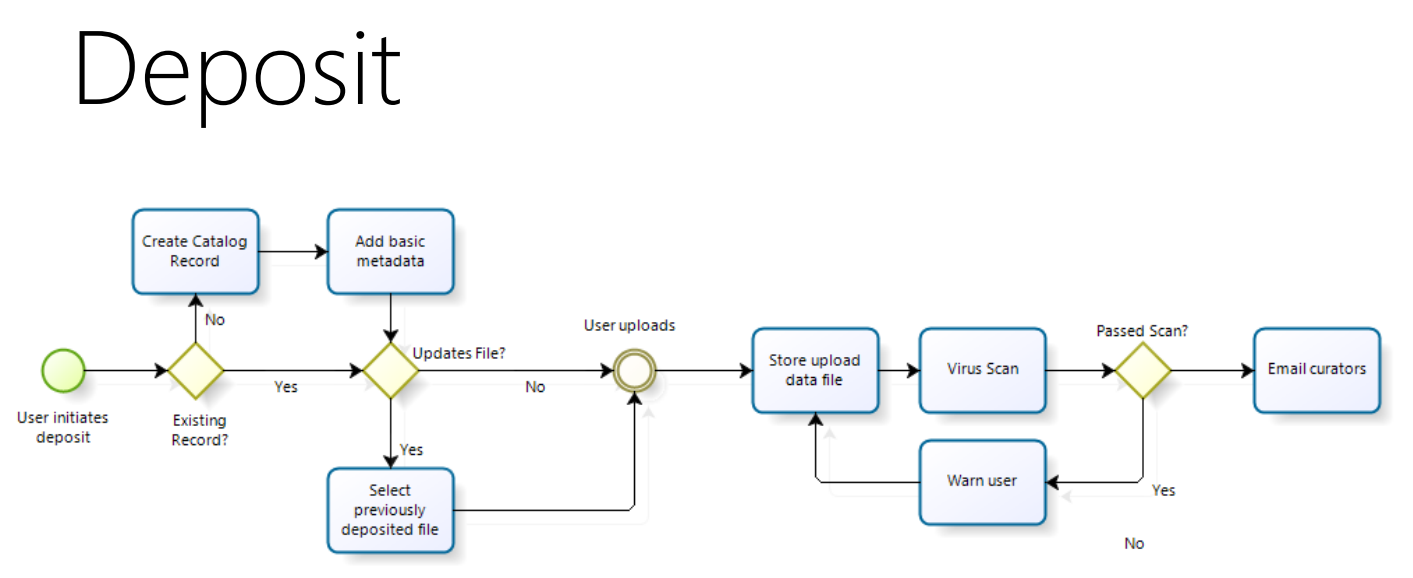 Deposit
Create Catalog
Record
Add basic
metadata
No
User uploads
Updates File?
Passed Scan?
Store upload
data file
Virus Scan
Email curators
Yes
No
User initiates
deposit
Existing
Record?
Yes
Select
previously
deposited file
Warn user
Yes
No